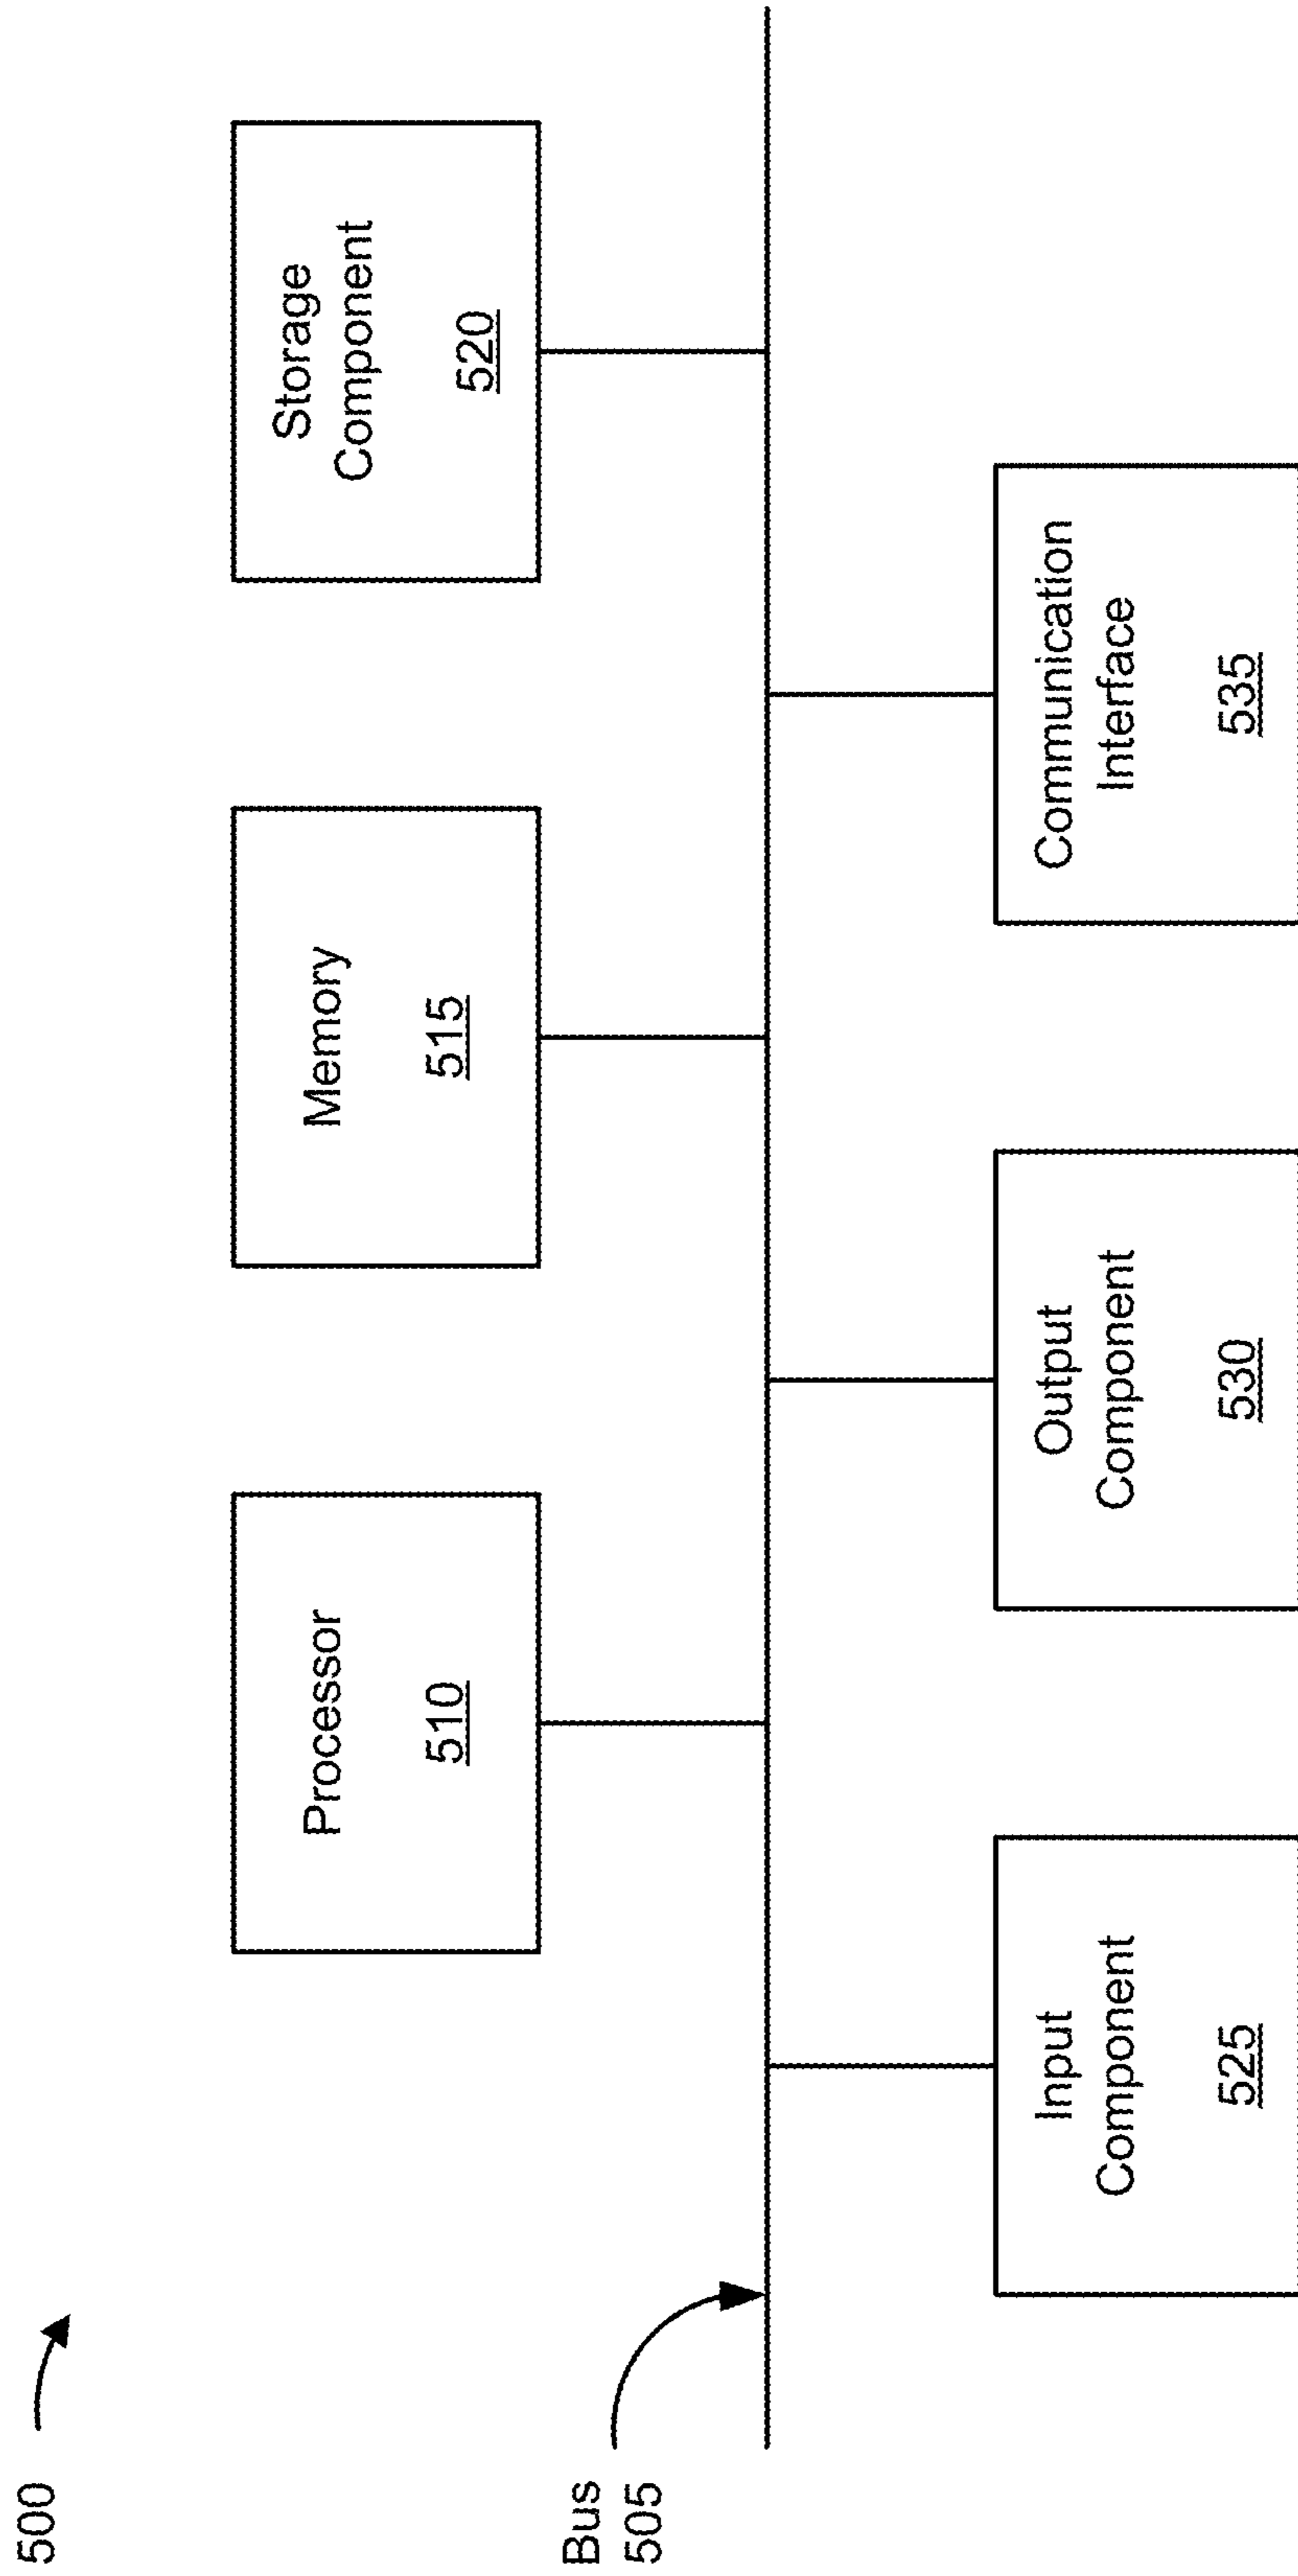 500
Processor
510
Memory
515
Storage
Component
520
Bus
505
Input
Component
525
Output
Component
530
Communication
Interface
535